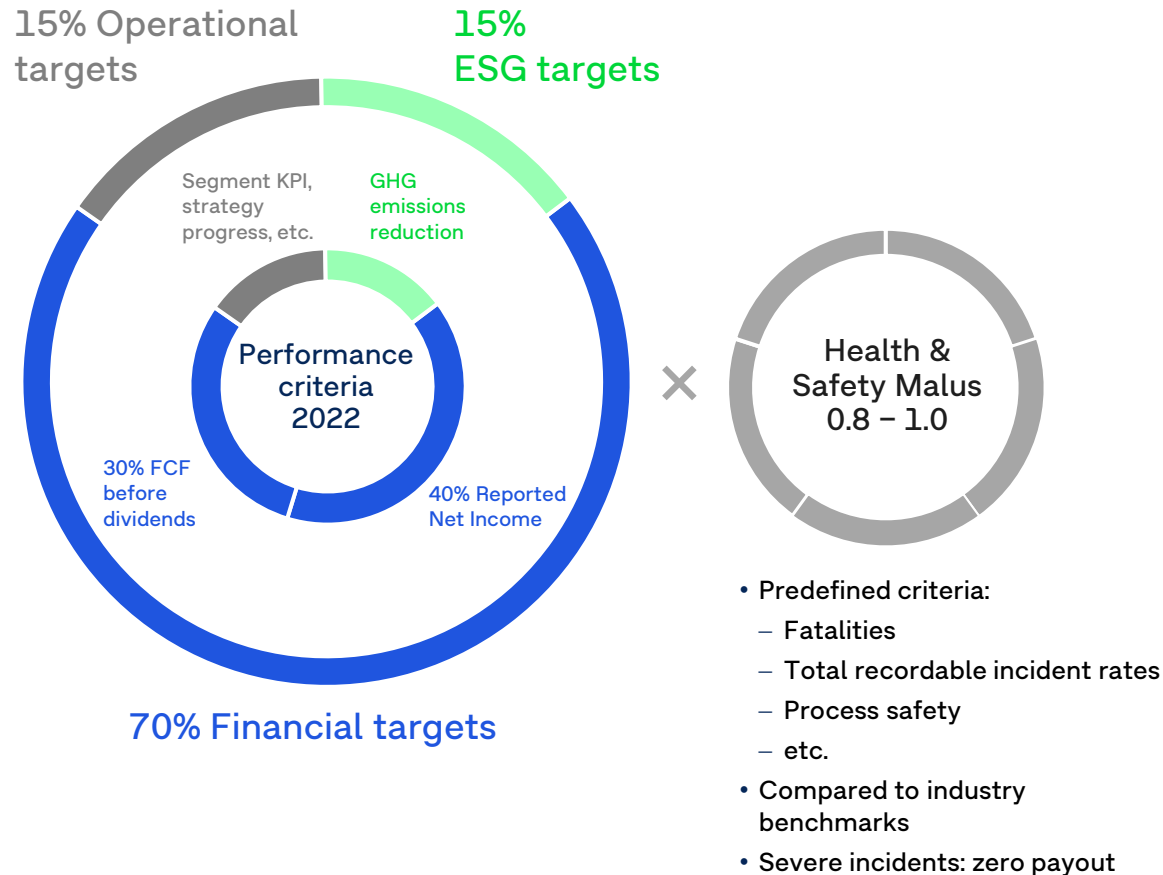 15% Operational
targets
15%
ESG targets
Segment KPI,
strategy
progress, etc.
GHG
emissions
reduction
Performance
criteria
2022
30% FCF
before
dividends
40% Reported
Net Income
70% Financial targets
×
Health &
Safety Malus
0.8 – 1.0
• Predefined criteria:
– Fatalities
– Total recordable incident rates
– Process safety
– etc.
• Compared to industry
benchmarks
• Severe incidents: zero payout